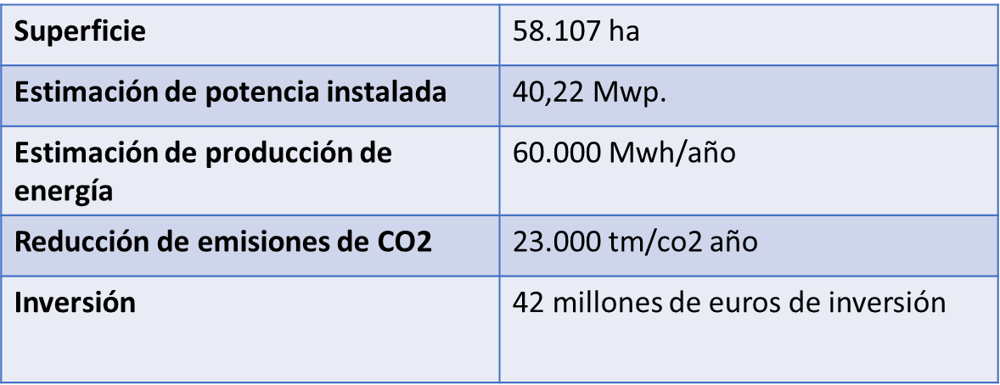 Superficie 58.107 ha
Estimación de potencia instalada 40,22 Mwp.
Estimación de producción de 60.000 Mwh/año
energía
Reducción de emisiones de CO2 23.000 tm/co2 año
Inversión 42 millones de euros de inversión